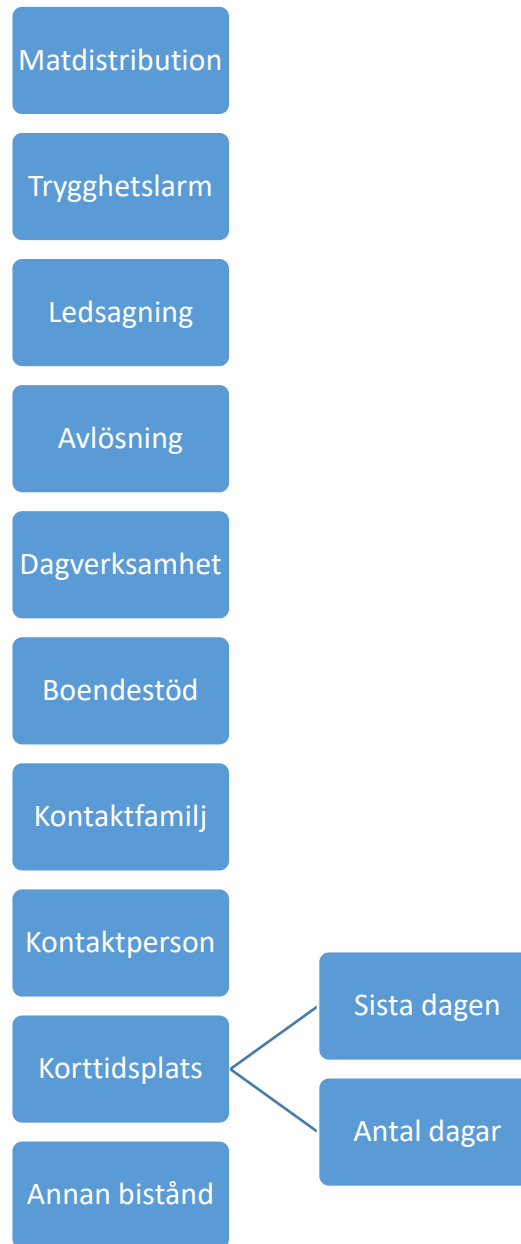 Matdistribution
Trygghetslarm
Ledsagning
Avlösning
Dagverksamhet
Boendestöd
Kontaktfamilj
Kontaktperson
Korttidsplats
Sista dagen
Antal dagar
Annan bistånd